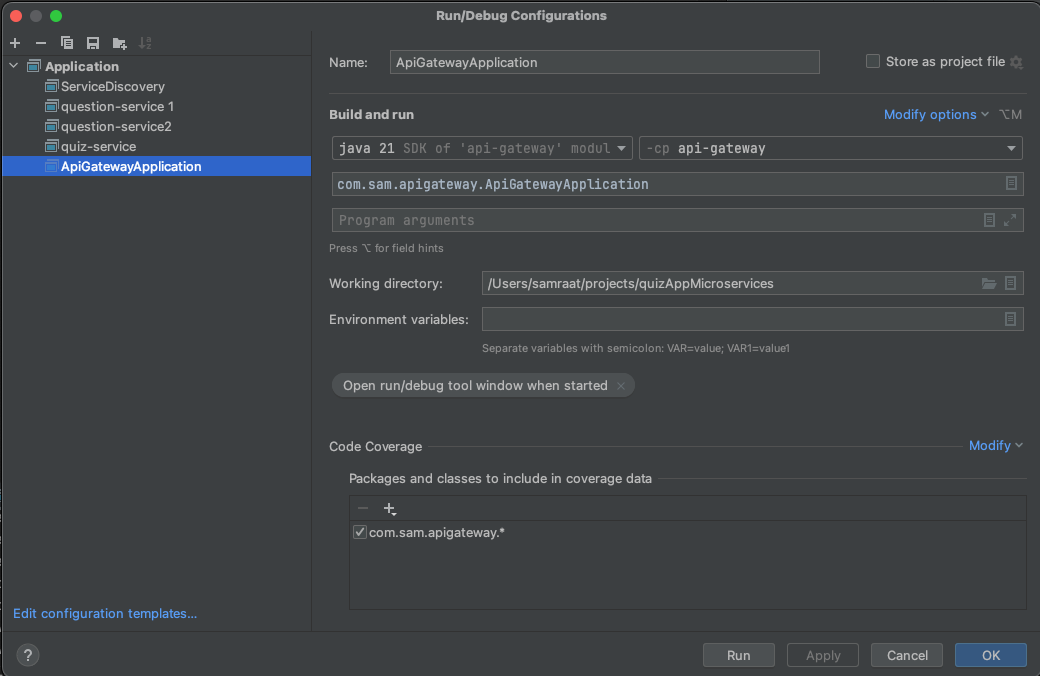 Run/Debug Configurations
Application
ServiceDiscovery
question-service 1
question-service2
quiz-service
ApiGatewayApplication
Edit configuration templates...
Name: ApiGatewayApplication Store as project file
Build and run Modify options ⌥M
java 21 SDK of 'api-gateway' modul -cp api-gateway
com.sam.apigateway.ApiGatewayApplication
Program arguments
Press ⌥ for field hints
Working directory: /Users/samraat/projects/quizAppMicroservices
Environment variables:
Separate variables with semicolon: VAR=value; VAR1=value1
Open run/debug tool window when started ×
Code Coverage Modify
Packages and classes to include in coverage data
com.sam.apigateway.*
? Run Apply Cancel OK